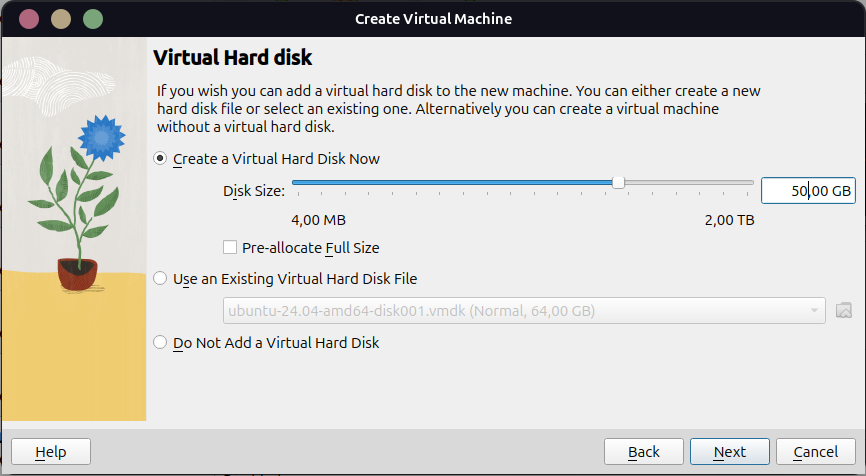 Create Virtual Machine
Virtual Hard disk
If you wish you can add a virtual hard disk to the new machine. You can either create a new
hard disk file or select an existing one. Alternatively you can create a virtual machine
without a virtual hard disk.
Create a Virtual Hard Disk Now
Disk Size: 50,00 GB
4,00 MB 2,00 TB
Pre-allocate Full Size
Use an Existing Virtual Hard Disk File
ubuntu-24.04-amd64-disk001.vmdk (Normal, 64,00 GB)
Do Not Add a Virtual Hard Disk
Help Back Next Cancel